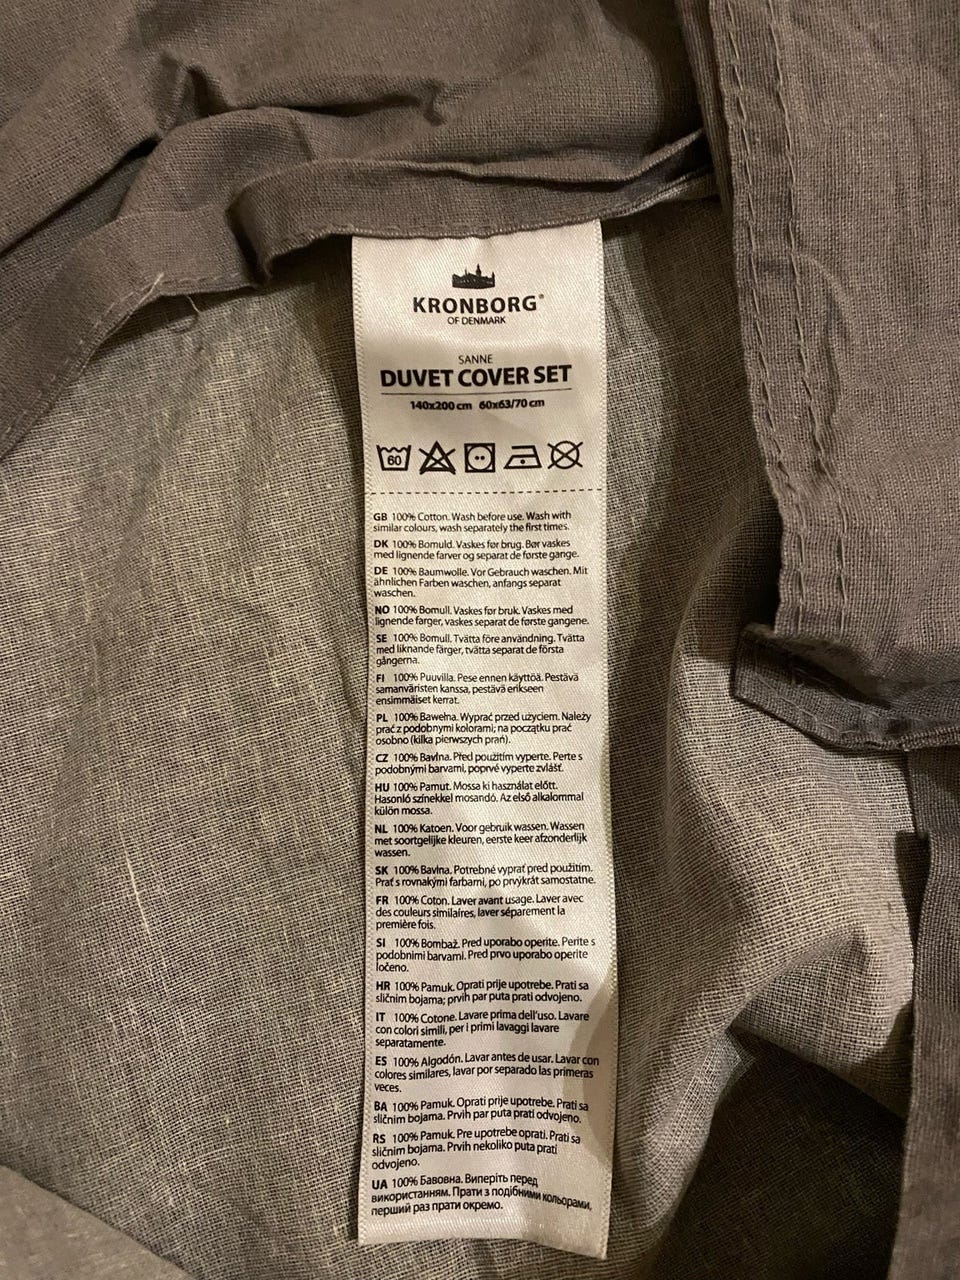 KRONBORG®
OF DENMARK
SANNE
DUVET COVER SET
140x200 cm 60x63/70 cm
60
GB 100% Cotton. Wash before use. Wash with
similar colours, wash separately the first times.
DK 100% Bomuld. Vaskes før brug. Bør vaskes
med lignende farver og separat de første gange.
DE 100% Baumwolle. Vor Gebrauch waschen. Mit
ähnlichen Farben waschen, anfangs separat
waschen.
NO 100% Bomull. Vaskes før bruk. Vaskes med
lignende farger, vaskes separat de første gangene.
SE 100% Bomull. Tvätta före användning. Tvätta
med liknande färger, tvätta separat de första
gångerna.
FI 100% Puuvilla. Pese ennen käyttöä. Pestävä
samanväristen kanssa, pestävä erikseen
ensimmäiset kerrat.
PL 100% Bawełna. Wyprać przed użyciem. Należy
prać z podobnymi kolorami; na początku prać
osobno (kilka pierwszych prań).
CZ 100% Bavlna. Před použitím vyperte. Perte s
podobnými barvami, poprvé vyperte zvlášť.
HU 100% Pamut. Mossa ki használat előtt.
Hasonló színekkel mosandó. Az első alkalommal
külön mossa.
NL 100% Katoen. Voor gebruik wassen. Wassen
met soortgelijke kleuren, eerste keer afzonderlijk
wassen.
SK 100% Bavlna. Potrebné vyprať pred použitím.
Prať s rovnakými farbami, po prvýkrát samostatne.
FR 100% Coton. Laver avant usage. Laver avec
des couleurs similaires, laver séparement la
première fois.
SI 100% Bombaž. Pred uporabo operite. Perite s
podobnimi barvami. Pred prvo uporabo operite
ločeno.
HR 100% Pamuk. Oprati prije upotrebe. Prati sa
sličnim bojama; prvih par puta prati odvojeno.
IT 100% Cotone. Lavare prima dell'uso. Lavare
con colori simili, per i primi lavaggi lavare
separatamente.
ES 100% Algodón. Lavar antes de usar. Lavar con
colores similares, lavar por separado las primeras
veces.
BA 100% Pamuk. Oprati prije upotrebe. Prati sa
sličnim bojama. Prvih par puta prati odvojeno.
RS 100% Pamuk. Pre upotrebe oprati. Prati sa
sličnim bojama. Prvih nekoliko puta prati
odvojeno.
UA 100% Бавовна. Виперіть перед
використанням. Прати з подібними кольорами,
перший раз прати окремо.